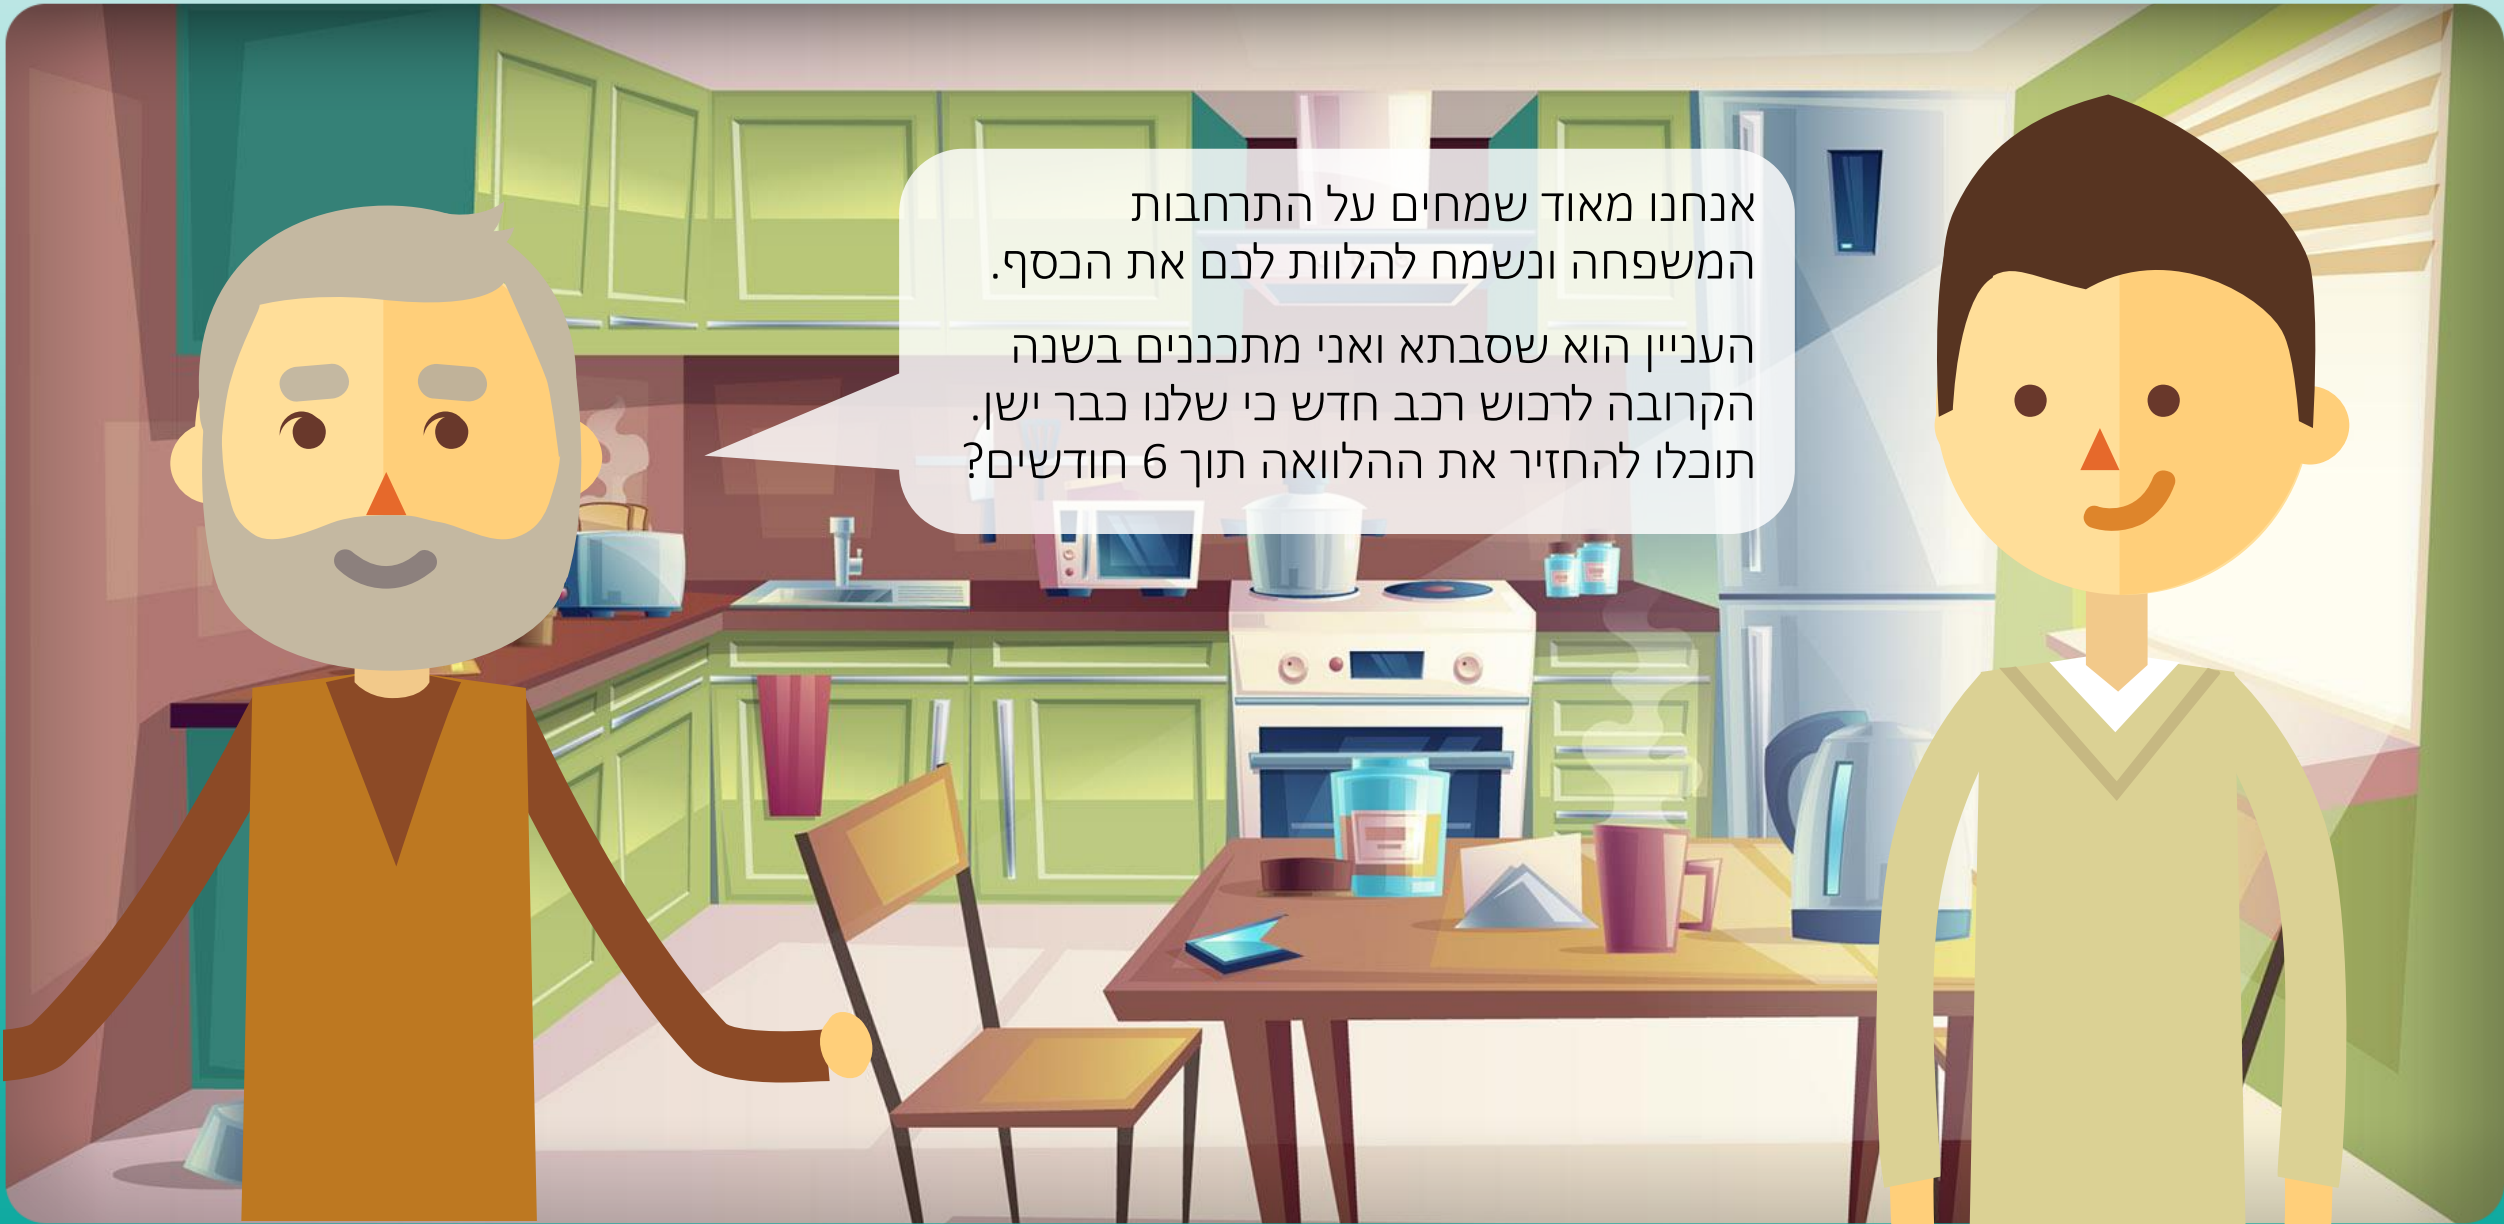 אנחנו מאוד שמחים על התרחבות
המשפחה ונשמח להלוות לכם את הכסף.
העניין הוא שסבתא ואני מתכננים בשנה
הקרובה לרכוש רכב חדש כי שלנו כבר ישן.
תוכלו להחזיר את ההלוואה תוך 6 חודשים?